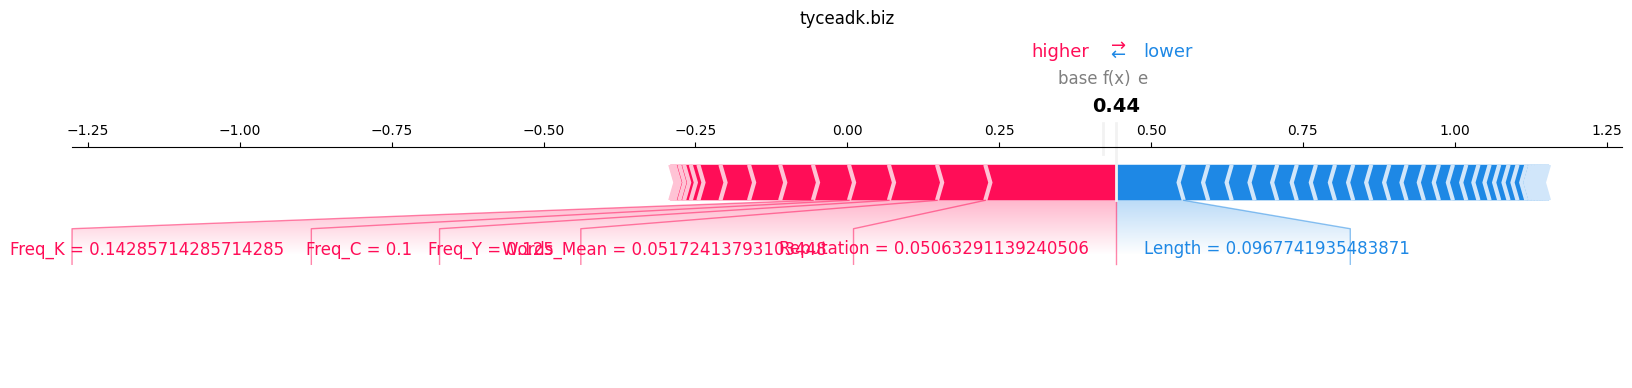 tyceadk.biz
higher → ← lower
base f(x) e
0.44
−1.25 −1.00 −0.75 −0.50 −0.25 0.00 0.25 0.50 0.75 1.00 1.25
Freq_K = 0.14285714285714285 Freq_C = 0.1 Freq_Y = 0.125 Words_Mean = 0.05172413793103448 Reputation = 0.05063291139240506 Length = 0.0967741935483871